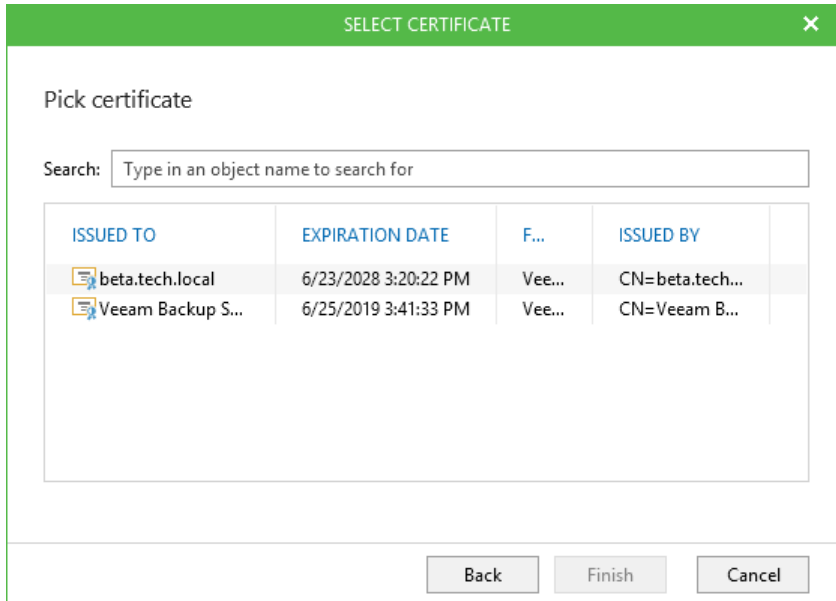 SELECT CERTIFICATE
Pick certificate
Search: Type in an object name to search for
ISSUED TO EXPIRATION DATE F... ISSUED BY
beta.tech.local 6/23/2028 3:20:22 PM Vee... CN=beta.tech...
Veeam Backup S... 6/25/2019 3:41:33 PM Vee... CN=Veeam B...
Back Finish Cancel